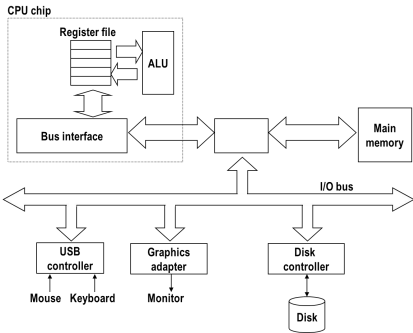 CPU chip
Register file
ALU
Bus interface
Main
memory
I/O bus
USB
controller
Graphics
adapter
Disk
controller
Mouse Keyboard
Monitor
Disk